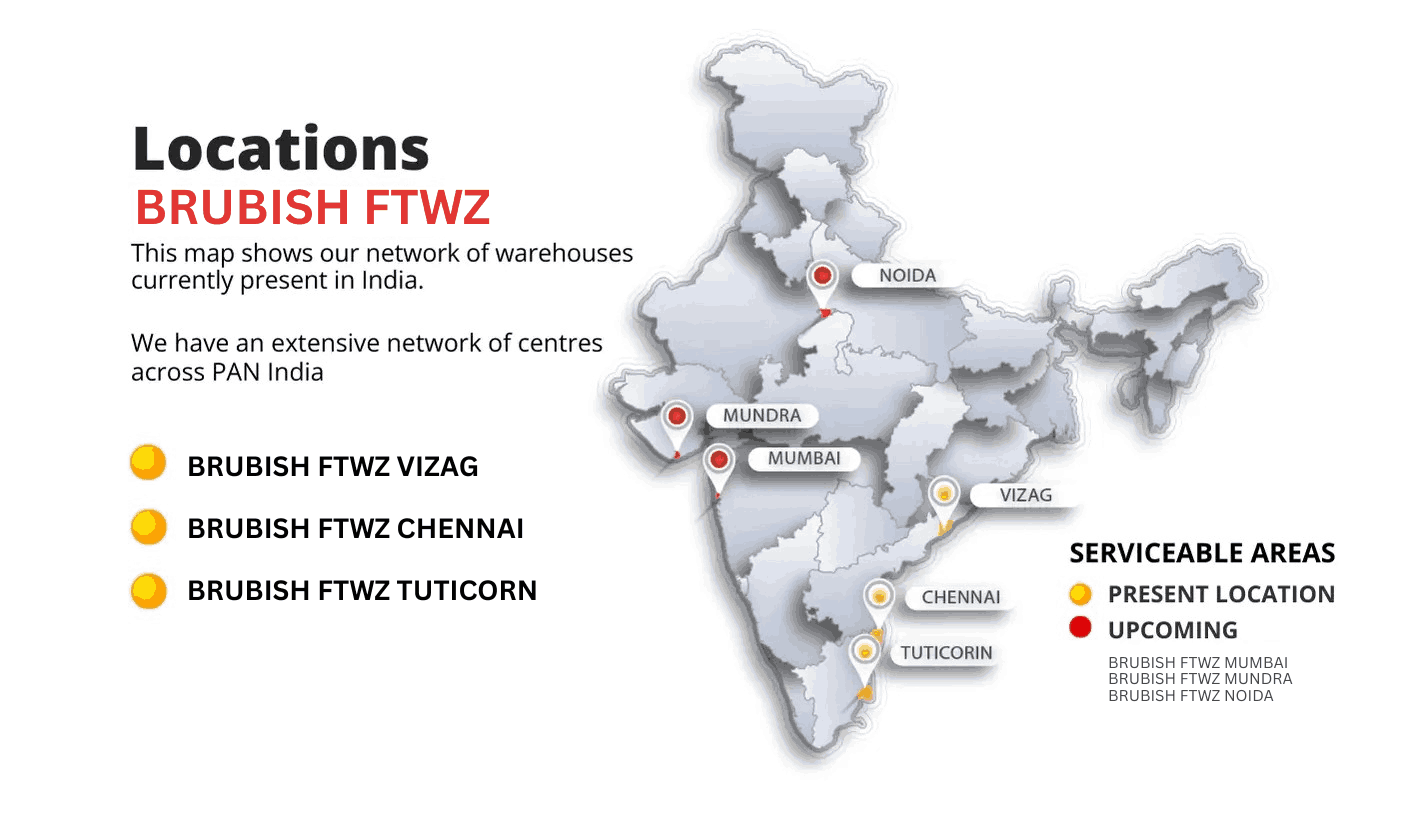 Locations
BRUBISH FTWZ
This map shows our network of warehouses
currently present in India.
We have an extensive network of centres
across PAN India
BRUBISH FTWZ VIZAG
BRUBISH FTWZ CHENNAI
BRUBISH FTWZ TUTICORN
NOIDA
MUNDRA
MUMBAI
VIZAG
CHENNAI
TUTICORIN
SERVICEABLE AREAS
PRESENT LOCATION
UPCOMING
BRUBISH FTWZ MUMBAI
BRUBISH FTWZ MUNDRA
BRUBISH FTWZ NOIDA